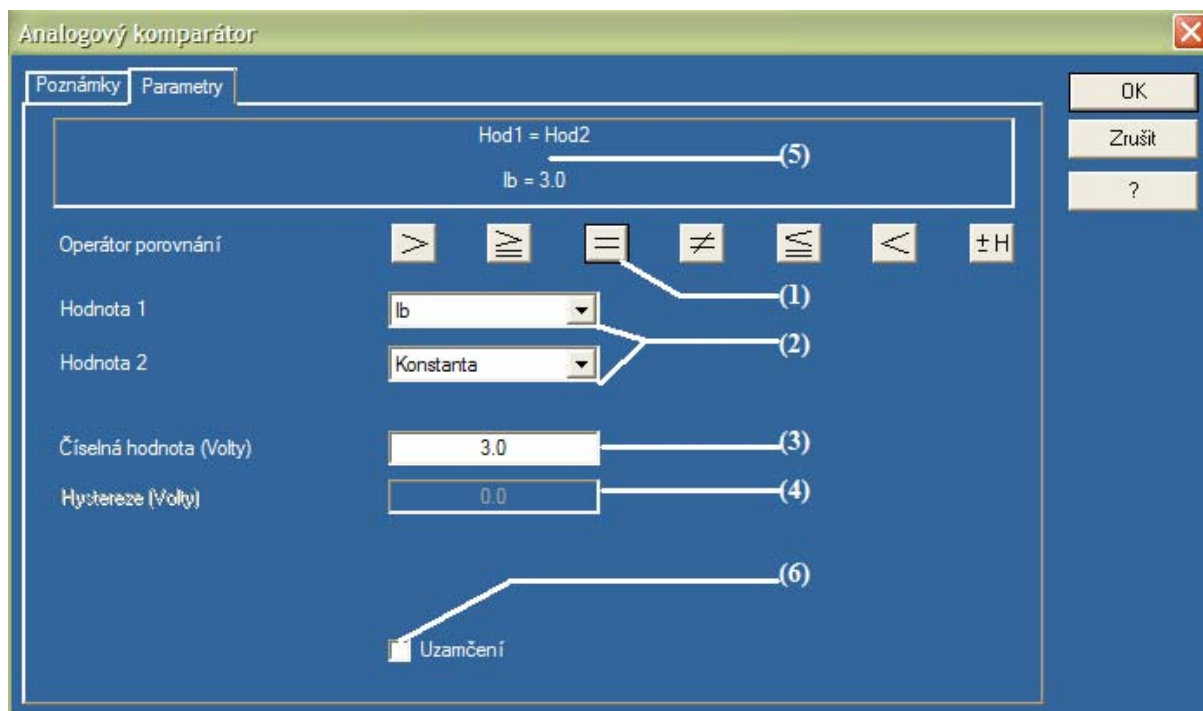 Analogový komparátor
Poznámky Parametry
OK
Hod1 = Hod2
Zrušit
(5)
Ib = 3.0
?
Operátor porovnání > ≧ = ≠ ≦ < ±H
(1)
Hodnota 1 Ib
(2)
Hodnota 2 Konstanta
Číselná hodnota (Volty) 3.0 (3)
Hystereze (Volty) 0.0 (4)
(6)
Uzamčení